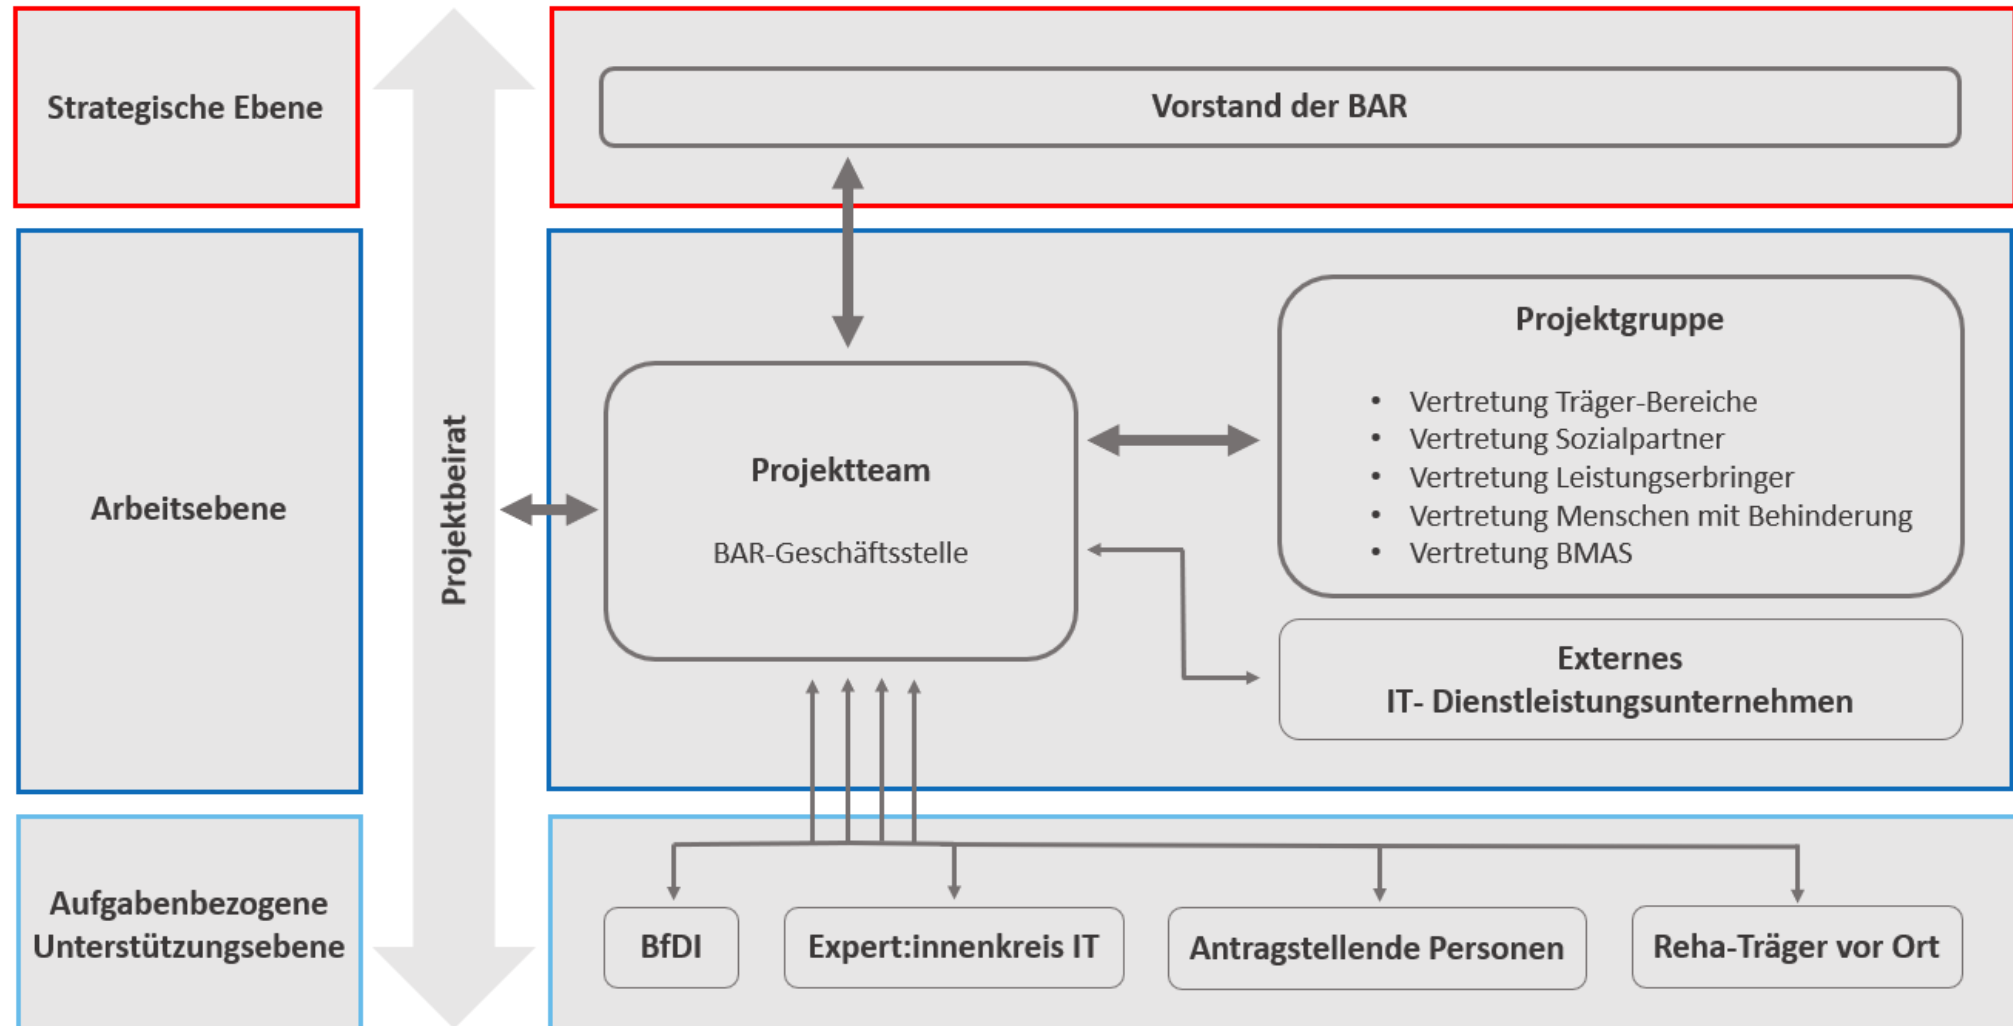 Strategische Ebene
Vorstand der BAR
Arbeitsebene
Projektbeirat
Projektteam
BAR-Geschäftsstelle
Projektgruppe
• Vertretung Träger-Bereiche
• Vertretung Sozialpartner
• Vertretung Leistungserbringer
• Vertretung Menschen mit Behinderung
• Vertretung BMAS
Externes
IT- Dienstleistungsunternehmen
Aufgabenbezogene
Unterstützungsebene
BfDI
Expert:innenkreis IT
Antragstellende Personen
Reha-Träger vor Ort